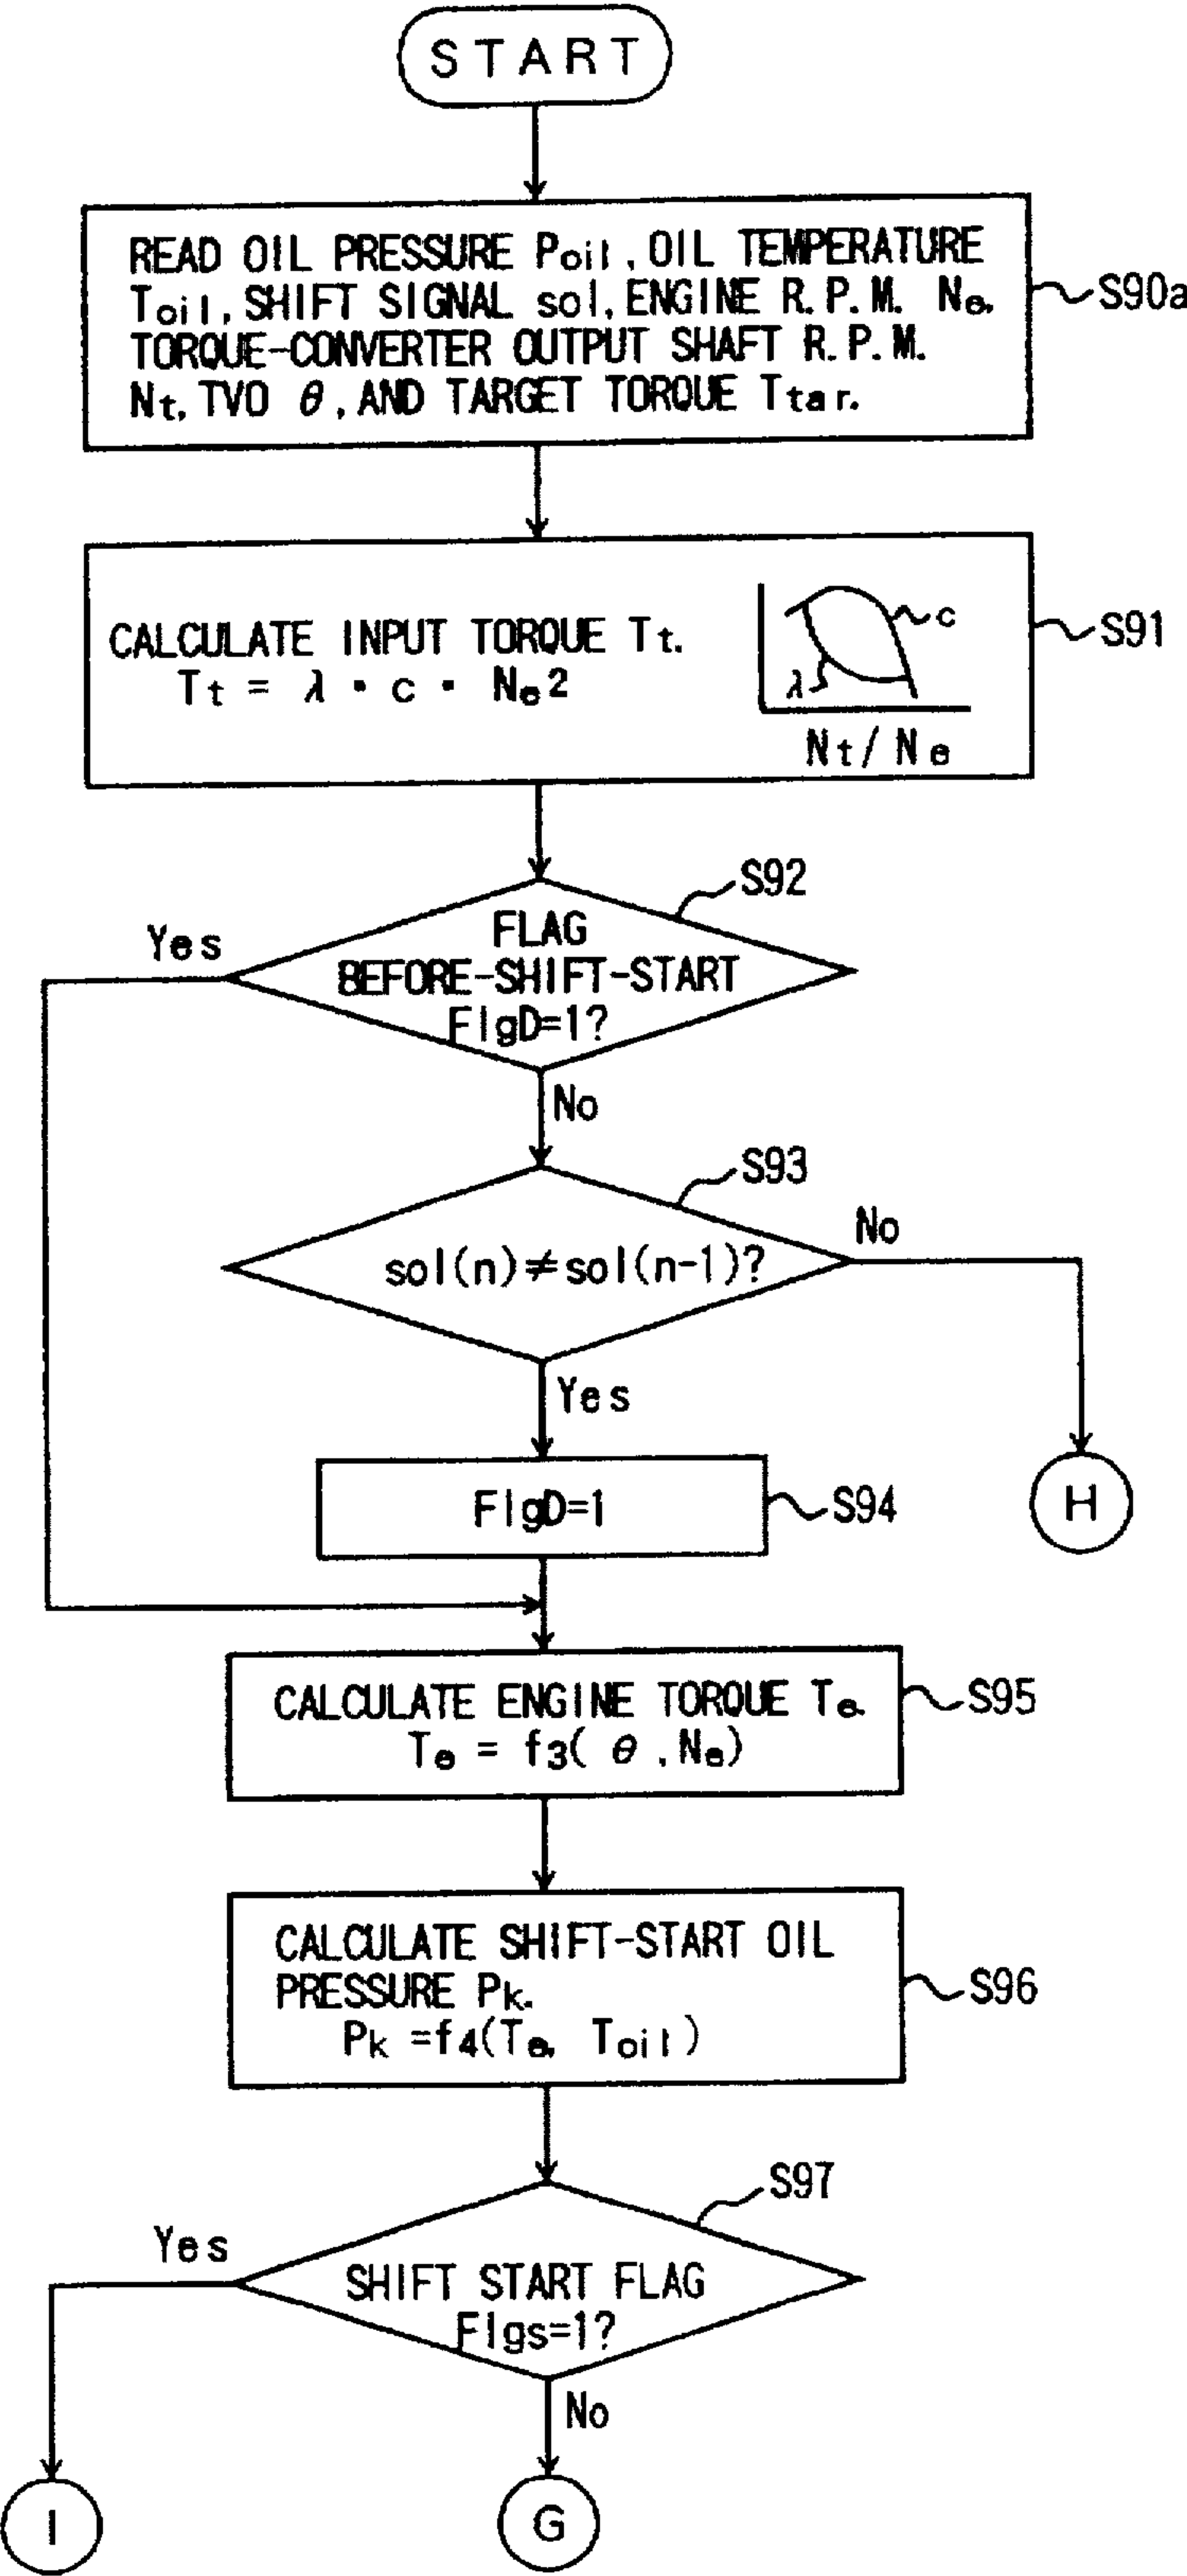 START
READ OIL PRESSURE Poil, OIL TEMPERATURE
Toil, SHIFT SIGNAL sol, ENGINE R.P.M. Ne,
TORQUE-CONVERTER OUTPUT SHAFT R.P.M.
Nt, TVO θ, AND TARGET TORQUE Ttar.
S90a
CALCULATE INPUT TORQUE Tt.
Tt = λ · c · Ne2
c
λ
Nt/Ne
S91
S92
FLAG
BEFORE-SHIFT-START
FlgD=1?
Yes
No
S93
sol(n)≠sol(n-1)?
No
Yes
FlgD=1
S94
H
CALCULATE ENGINE TORQUE Te.
Te = f3( θ, Ne)
S95
CALCULATE SHIFT-START OIL
PRESSURE Pk.
Pk =f4(Te, Toil)
S96
S97
SHIFT START FLAG
Flgs=1?
Yes
No
I
G